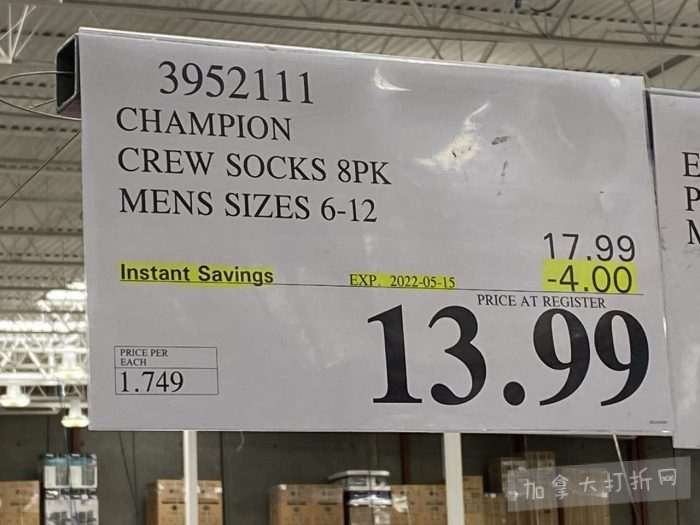 3952111
CHAMPION
CREW SOCKS 8PK
MENS SIZES 6-12
17.99
Instant Savings EXP. 2022-05-15 -4.00
PRICE AT REGISTER
13.99
PRICE PER
EACH
1.749
E
P
M
加拿大打折网